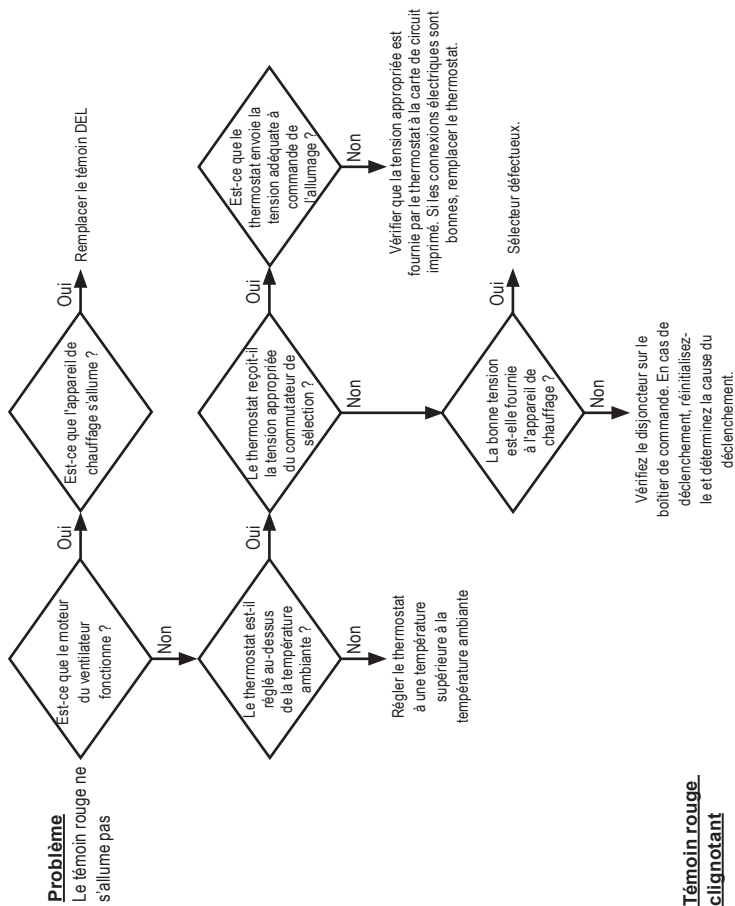 Problème
Le témoin rouge ne
s'allume pas
Est-ce que le moteur
du ventilateur
fonctionne ?
Oui
Non
Est-ce que l'appareil de
chauffage s'allume ?
Oui
Remplacer le témoin DEL
Le thermostat est-il
réglé au-dessus
de la température
ambiante ?
Oui
Non
Régler le thermostat
à une température
supérieure à la
température ambiante
Le thermostat reçoit-il
la tension appropriée
du commutateur de
sélection ?
Oui
Non
Est-ce que le
thermostat envoie la
tension adéquate à
commande de
l'allumage ?
Non
Vérifier que la tension appropriée est
fournie par le thermostat à la carte de circuit
imprimé. Si les connexions électriques sont
bonnes, remplacer le thermostat.
La bonne tension
est-elle fournie
à l'appareil de
chauffage ?
Oui
Sélecteur défectueux.
Non
Vérifiez le disjoncteur sur le
boîtier de commande. En cas de
déclenchement, réinitialisez-
le et déterminez la cause du
déclenchement.
Témoin rouge
clignotant